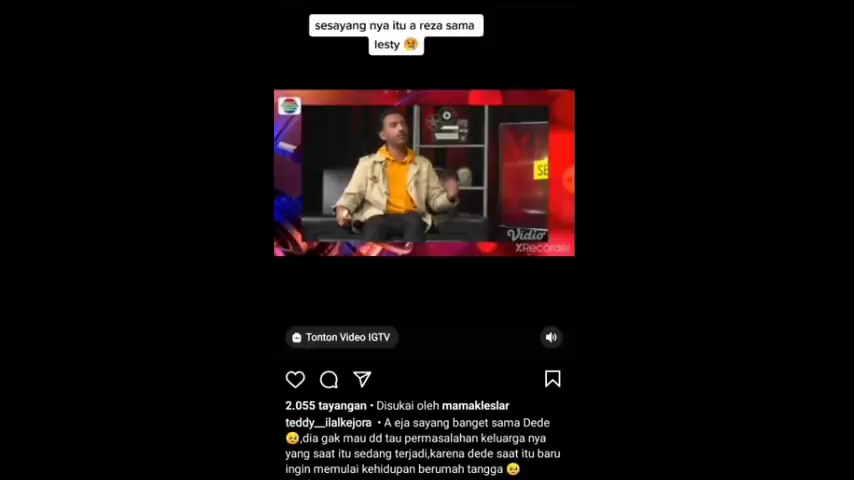 sesayang nya itu a reza sama
lesty 😢
SE
Vidio
XRecorder
Tonton Video IGTV
2.055 tayangan • Disukai oleh mamakleslar
teddy__ilalkejora • A eja sayang banget sama Dede
🥺,dia gak mau dd tau permasalahan keluarga nya
yang saat itu sedang terjadi,karena dede saat itu baru
ingin memulai kehidupan berumah tangga 🥺